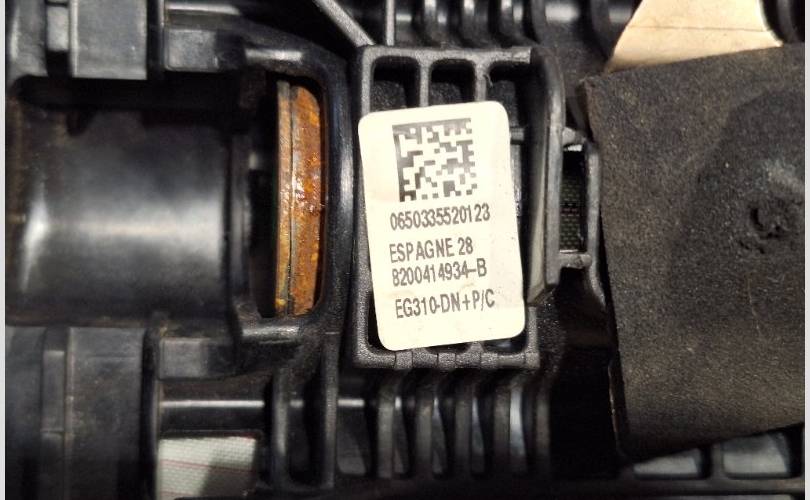 0650335520123
ESPAGNE 28
8200414934-B
EG310-DN+P/C